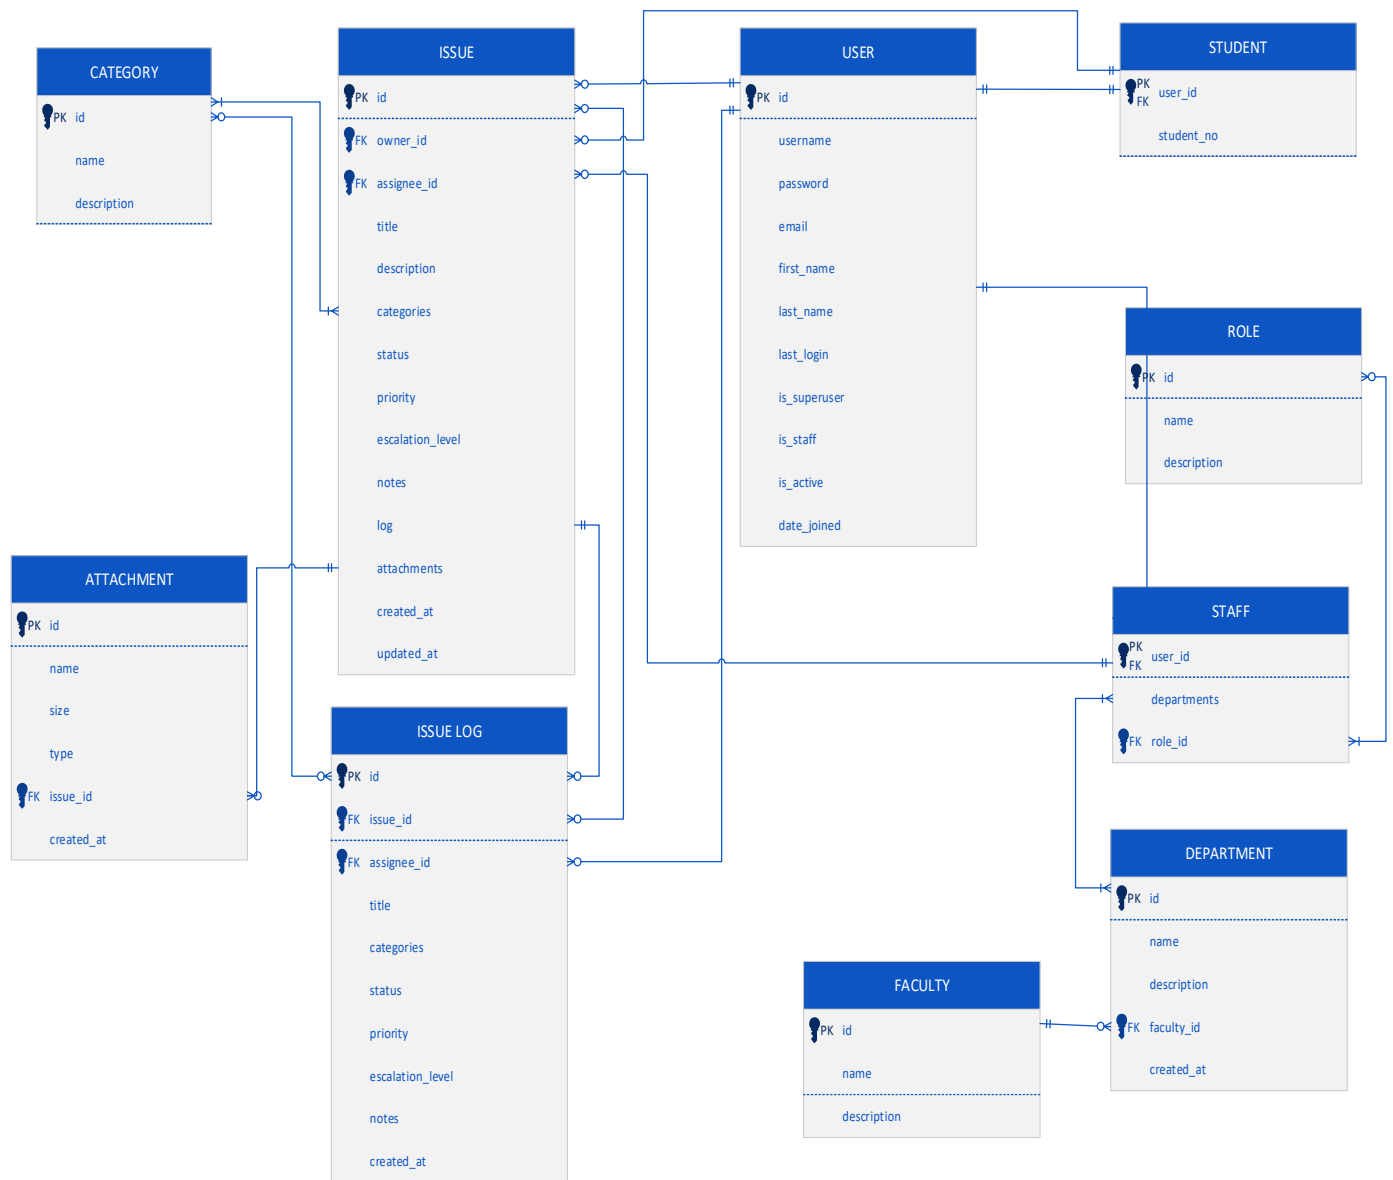 CATEGORY
PK id
name
description
ISSUE
PK id
FK owner_id
FK assignee_id
title
description
categories
status
priority
escalation_level
notes
log
attachments
created_at
updated_at
USER
PK id
username
password
email
first_name
last_name
last_login
is_superuser
is_staff
is_active
date_joined
STUDENT
PK
FK user_id
student_no
ROLE
PK id
name
description
ATTACHMENT
PK id
name
size
type
FK issue_id
created_at
ISSUE LOG
PK id
FK issue_id
FK assignee_id
title
categories
status
priority
escalation_level
notes
created_at
STAFF
PK
FK user_id
departments
FK role_id
DEPARTMENT
PK id
name
description
FK faculty_id
created_at
FACULTY
PK id
name
description